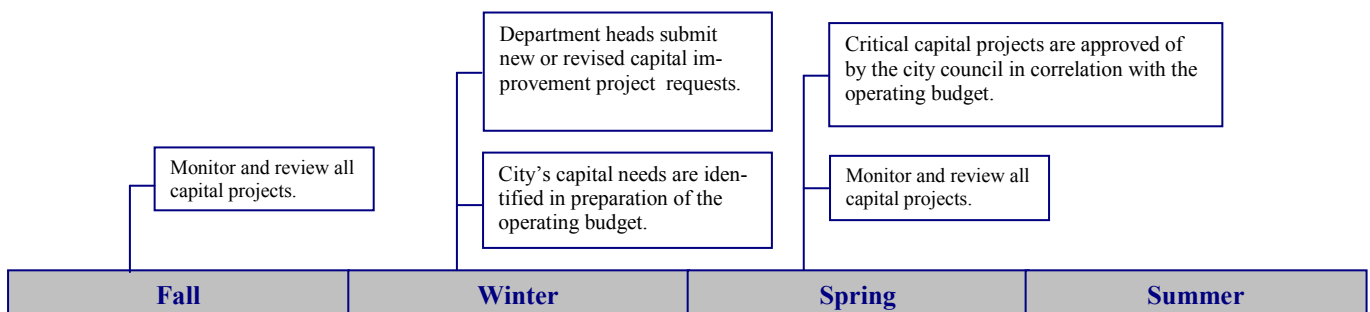 Department heads submit
new or revised capital im-
provement project requests.
Critical capital projects are approved of
by the city council in correlation with the
operating budget.
Monitor and review all
capital projects.
City’s capital needs are iden-
tified in preparation of the
operating budget.
Monitor and review all
capital projects.
Fall
Winter
Spring
Summer